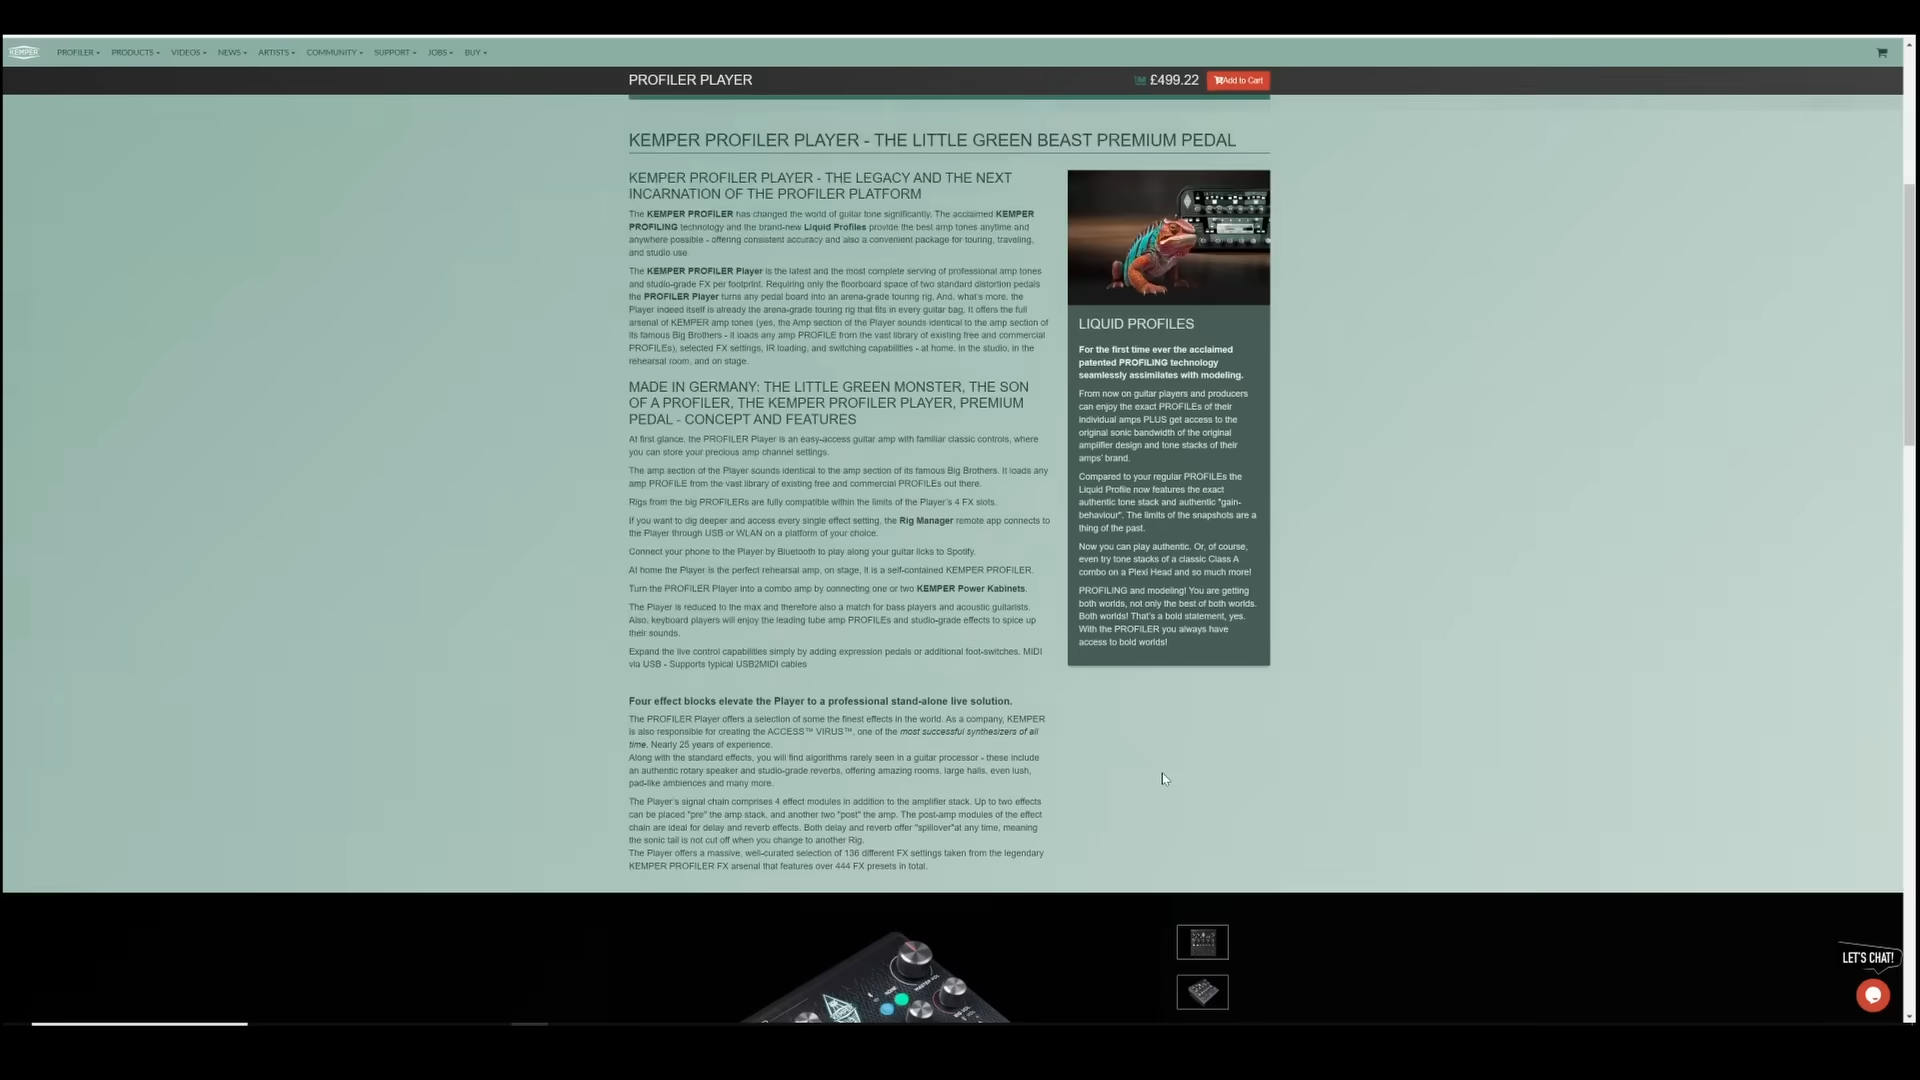 KEMPER
PROFILER
PRODUCTS
VIDEOS
NEWS
ARTISTS
COMMUNITY
SUPPORT
JOBS
BUY
PROFILER PLAYER
£499.22
Add to Cart
KEMPER PROFILER PLAYER - THE LITTLE GREEN BEAST PREMIUM PEDAL
KEMPER PROFILER PLAYER - THE LEGACY AND THE NEXT
INCARNATION OF THE PROFILER PLATFORM
The KEMPER PROFILER has changed the world of guitar tone significantly. The acclaimed KEMPER
PROFILING technology and the brand-new Liquid Profiles provide the best amp tones anytime and
anywhere possible - offering consistent accuracy and also a convenient package for touring, traveling,
and studio use
The KEMPER PROFILER Player is the latest and the most complete serving of professional amp tones
and studio-grade FX per footprint. Requiring only the floorboard space of two standard distortion pedals
the PROFILER Player turns any pedal board into an arena-grade touring rig. And, what's more, the
Player indeed itself is already the arena-grade touring rig that fits in every guitar bag. It offers the full
arsenal of KEMPER amp tones (yes, the Amp section of the Player sounds identical to the amp section of
its famous Big Brothers - it loads any amp PROFILE from the vast library of existing free and commercial
PROFILEs), selected FX settings, IR loading, and switching capabilities - at home, in the studio, in the
rehearsal room, and on stage.
MADE IN GERMANY: THE LITTLE GREEN MONSTER, THE SON
OF A PROFILER, THE KEMPER PROFILER PLAYER, PREMIUM
PEDAL - CONCEPT AND FEATURES
At first glance, the PROFILER Player is an easy-access guitar amp with familiar classic controls, where
you can store your precious amp channel settings.
The amp section of the Player sounds identical to the amp section of its famous Big Brothers. It loads any
amp PROFILE from the vast library of existing free and commercial PROFILEs out there.
Rigs from the big PROFILERs are fully compatible within the limits of the Player's 4 FX slots.
If you want to dig deeper and access every single effect setting, the Rig Manager remote app connects to
the Player through USB or WLAN on a platform of your choice.
Connect your phone to the Player by Bluetooth to play along your guitar licks to Spotify.
At home the Player is the perfect rehearsal amp, on stage, it is a self-contained KEMPER PROFILER.
Turn the PROFILER Player into a combo amp by connecting one or two KEMPER Power Kabinets.
The Player is reduced to the max and therefore also a match for bass players and acoustic guitarists.
Also, keyboard players will enjoy the leading tube amp PROFILEs and studio-grade effects to spice up
their sounds.
Expand the live control capabilities simply by adding expression pedals or additional foot-switches. MIDI
via USB - Supports typical USB2MIDI cables
Four effect blocks elevate the Player to a professional stand-alone live solution.
The PROFILER Player offers a selection of some the finest effects in the world. As a company, KEMPER
is also responsible for creating the ACCESS™ VIRUS™, one of the most successful synthesizers of all
time. Nearly 25 years of experience.
Along with the standard effects, you will find algorithms rarely seen in a guitar processor - these include
an authentic rotary speaker and studio-grade reverbs, offering amazing rooms, large halls, even lush,
pad-like ambiences and many more.
The Player's signal chain comprises 4 effect modules in addition to the amplifier stack. Up to two effects
can be placed "pre" the amp stack, and another two "post" the amp. The post-amp modules of the effect
chain are ideal for delay and reverb effects. Both delay and reverb offer "spillover"at any time, meaning
the sonic tail is not cut off when you change to another Rig.
The Player offers a massive, well-curated selection of 136 different FX settings taken from the legendary
KEMPER PROFILER FX arsenal that features over 444 FX presets in total.
LIQUID PROFILES
For the first time ever the acclaimed
patented PROFILING technology
seamlessly assimilates with modeling.
From now on guitar players and producers
can enjoy the exact PROFILEs of their
individual amps PLUS get access to the
original sonic bandwidth of the original
amplifier design and tone stacks of their
amps' brand.
Compared to your regular PROFILEs the
Liquid Profile now features the exact
authentic tone stack and authentic "gain-
behaviour". The limits of the snapshots are a
thing of the past.
Now you can play authentic. Or, of course,
even try tone stacks of a classic Class A
combo on a Plexi Head and so much more!
PROFILING and modeling! You are getting
both worlds, not only the best of both worlds.
Both worlds! That's a bold statement, yes.
With the PROFILER you always have
access to bold worlds!
MASTER VOL
RIG VOL
LET'S CHAT!